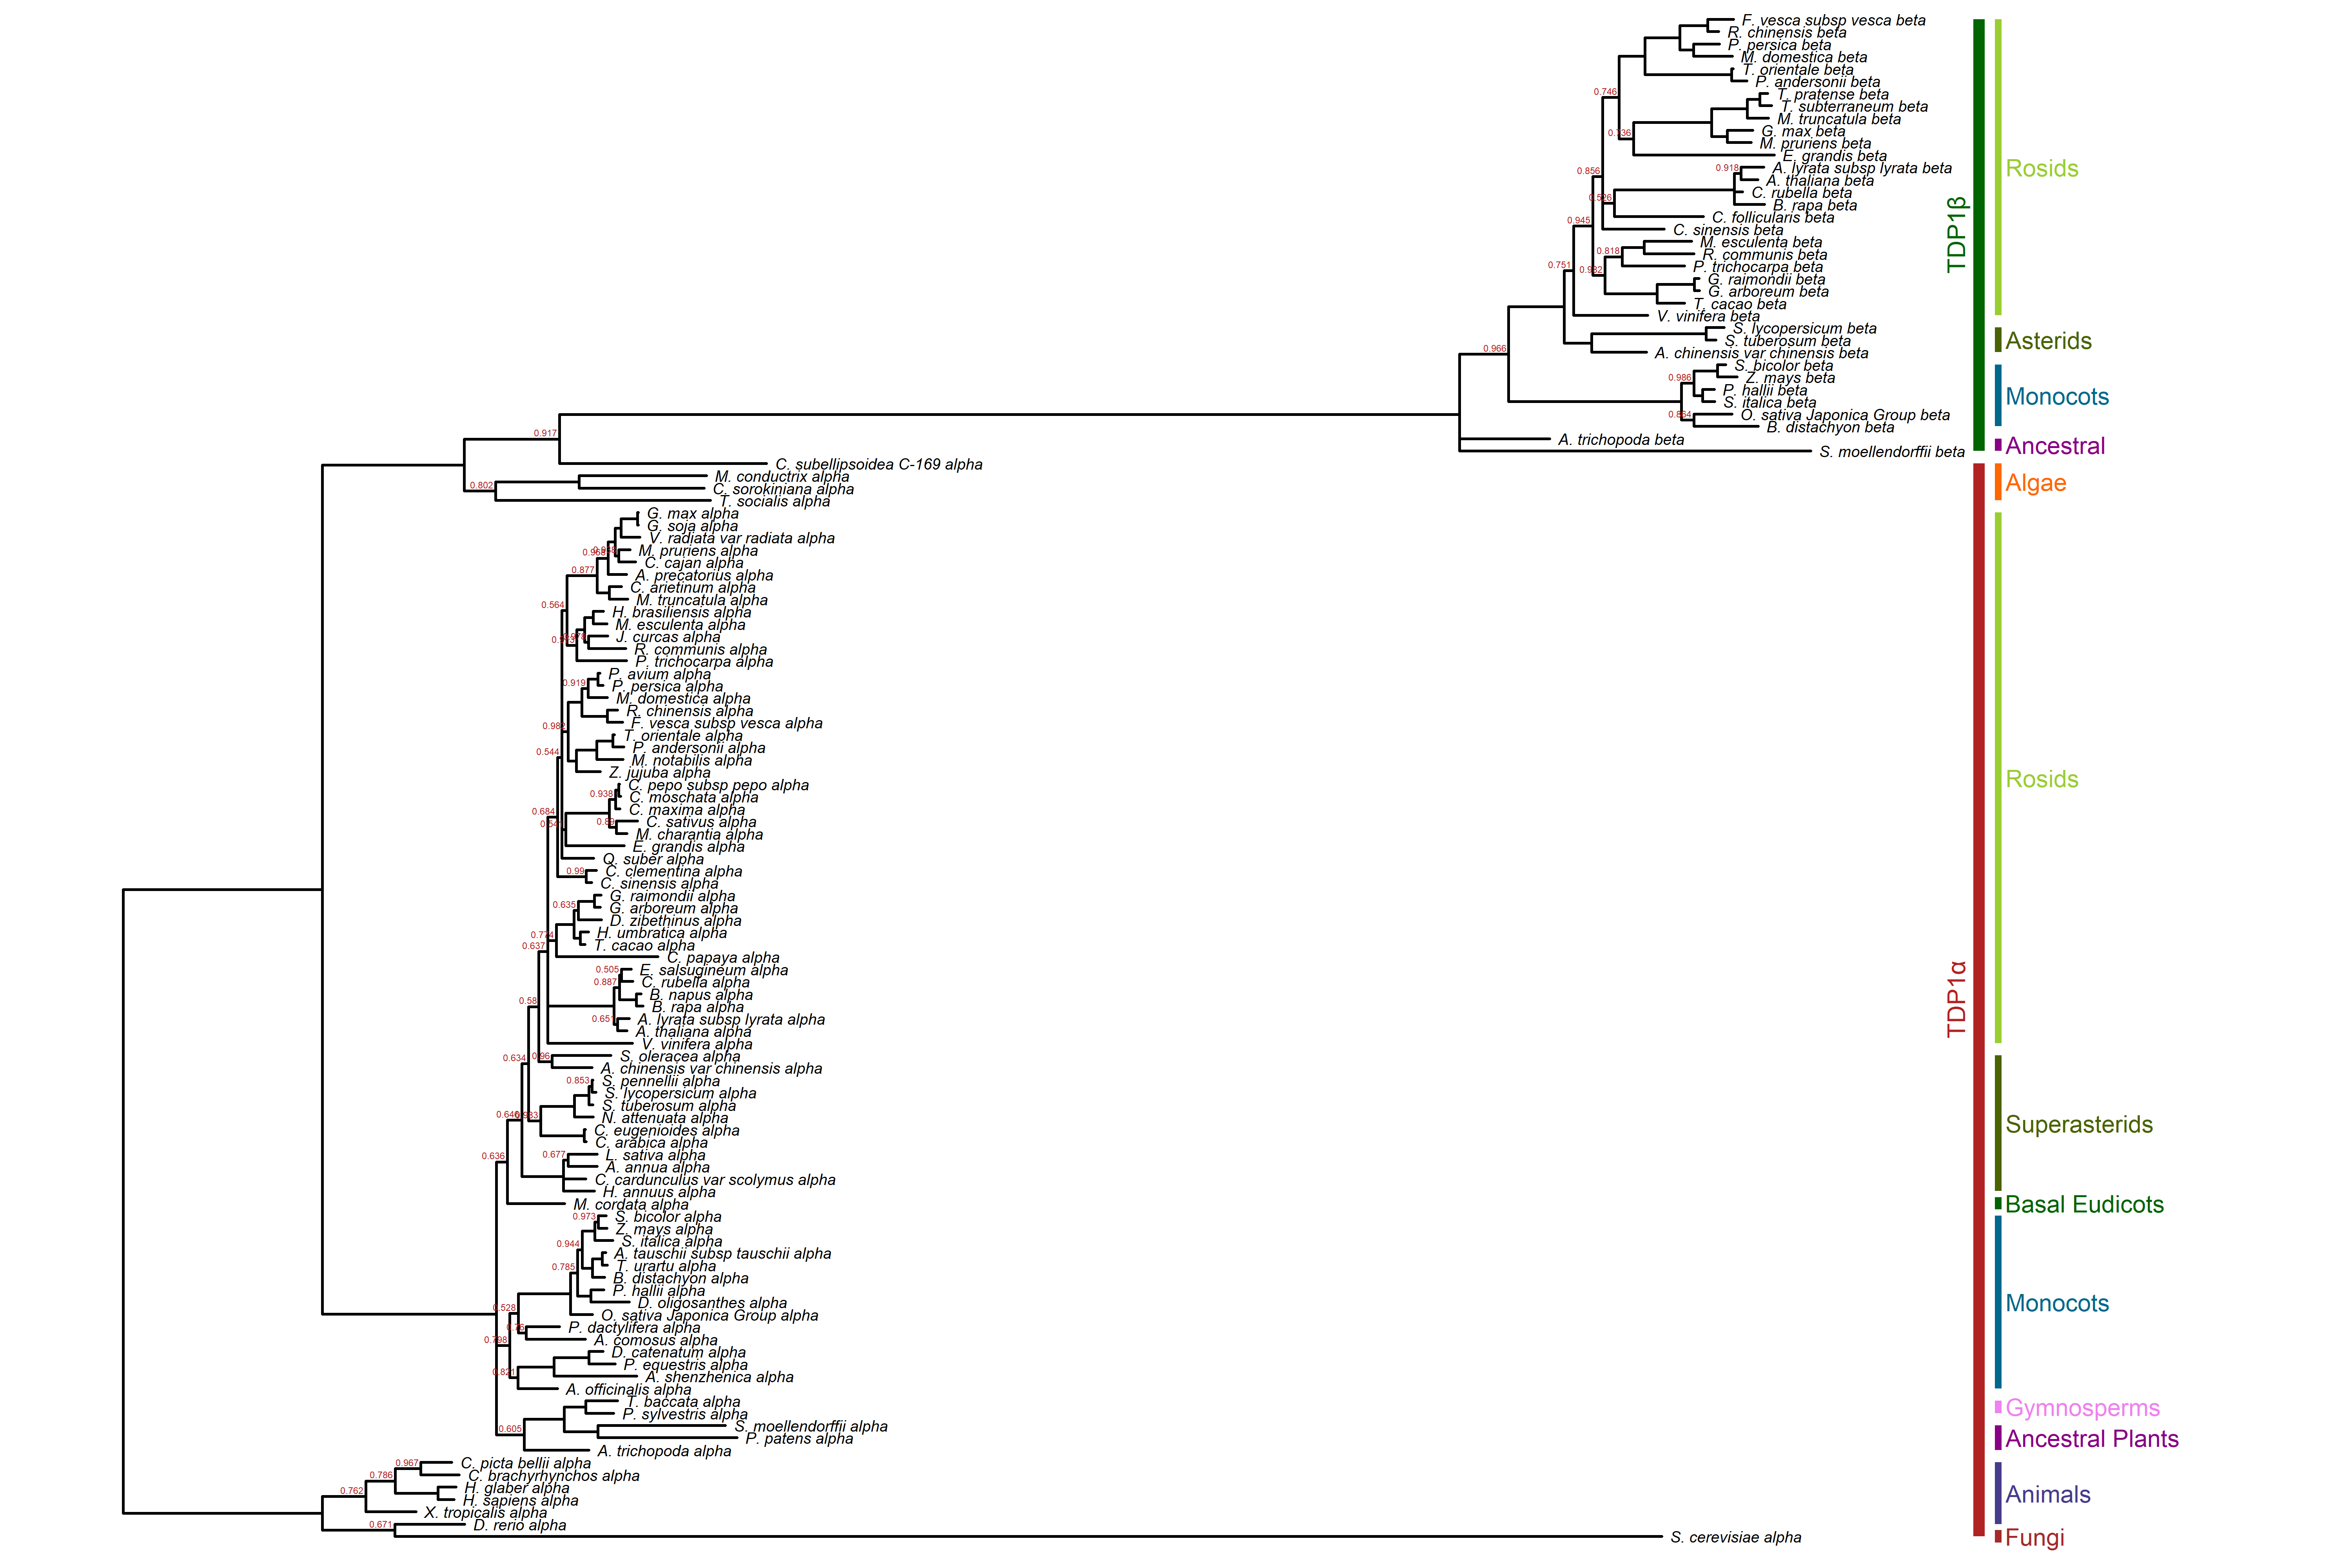 F. vesca subsp vesca beta
R. chinensis beta
P. persica beta
M. domestica beta
T. orientale beta
P. andersonii beta
T. pratense beta
0.746
T. subterraneum beta
M. truncatula beta
G. max beta
0.736
M. pruriens beta
E. grandis beta
0.918
A. lyrata subsp lyrata beta
Rosids
0.856
A. thaliana beta
C. rubella beta
0.526
B. rapa beta
C. follicularis beta
0.945
C. sinensis beta
TDP1β
M. esculenta beta
0.818
R. communis beta
0.751
P. trichocarpa beta
0.932
G. raimondii beta
G. arboreum beta
T. cacao beta
V. vinifera beta
S. lycopersicum beta
S. tuberosum beta
Asterids
0.966
A. chinensis var chinensis beta
S. bicolor beta
0.986
Z. mays beta
P. hallii beta
Monocots
S. italica beta
0.864
O. sativa Japonica Group beta
B. distachyon beta
0.917
A. trichopoda beta
Ancestral
S. moellendorffii beta
C. subellipsoidea C-169 alpha
M. conductrix alpha
0.802
C. sorokiniana alpha
Algae
T. socialis alpha
G. max alpha
G. soja alpha
V. radiata var radiata alpha
0.968
M. pruriens alpha
C. cajan alpha
0.877
A. precatorius alpha
C. arietinum alpha
M. truncatula alpha
0.564
H. brasiliensis alpha
M. esculenta alpha
J. curcas alpha
R. communis alpha
P. trichocarpa alpha
P. avium alpha
0.919
P. persica alpha
M. domestica alpha
R. chinensis alpha
F. vesca subsp vesca alpha
0.982
T. orientale alpha
P. andersonii alpha
0.544
M. notabilis alpha
Z. jujuba alpha
Rosids
C. pepo subsp pepo alpha
0.938
C. moschata alpha
C. maxima alpha
0.684
0.89
C. sativus alpha
M. charantia alpha
E. grandis alpha
Q. suber alpha
0.99
C. clementina alpha
C. sinensis alpha
G. raimondii alpha
0.635
G. arboreum alpha
D. zibethinus alpha
0.774
H. umbratica alpha
0.637
T. cacao alpha
C. papaya alpha
0.505
E. salsugineum alpha
0.887
C. rubella alpha
B. napus alpha
TDP1α
0.58
B. rapa alpha
0.651
A. lyrata subsp lyrata alpha
A. thaliana alpha
V. vinifera alpha
0.634
0.96
S. oleracea alpha
A. chinensis var chinensis alpha
0.853
S. pennellii alpha
S. lycopersicum alpha
S. tuberosum alpha
N. attenuata alpha
Superasterids
C. eugenioides alpha
C. arabica alpha
0.636
0.677
L. sativa alpha
A. annua alpha
C. cardunculus var scolymus alpha
H. annuus alpha
M. cordata alpha
Basal Eudicots
0.973
S. bicolor alpha
Z. mays alpha
0.944
S. italica alpha
A. tauschii subsp tauschii alpha
0.785
T. urartu alpha
B. distachyon alpha
P. hallii alpha
D. oligosanthes alpha
Monocots
0.528
O. sativa Japonica Group alpha
0.76
P. dactylifera alpha
0.798
A. comosus alpha
D. catenatum alpha
P. equestris alpha
0.821
A. shenzhenica alpha
A. officinalis alpha
T. baccata alpha
P. sylvestris alpha
Gymnosperms
0.605
S. moellendorffii alpha
P. patens alpha
Ancestral Plants
A. trichopoda alpha
0.967
C. picta bellii alpha
0.786
C. brachyrhynchos alpha
0.762
H. glaber alpha
H. sapiens alpha
Animals
X. tropicalis alpha
0.671
D. rerio alpha
S. cerevisiae alpha
Fungi